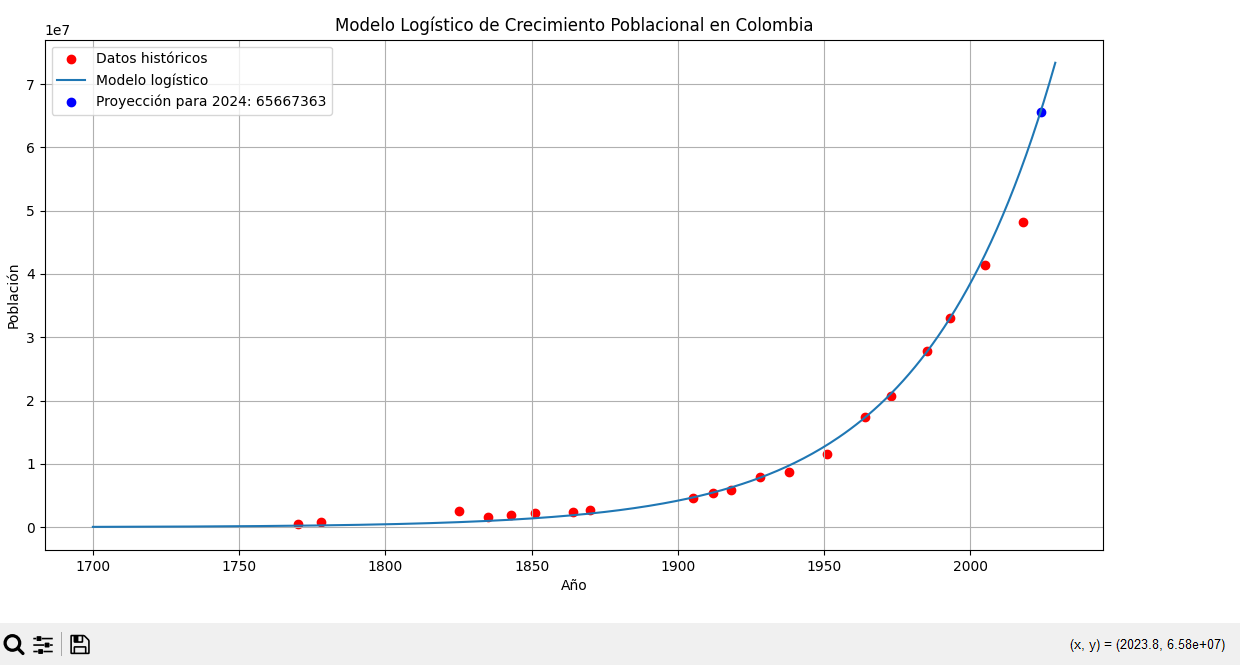 Modelo Logístico de Crecimiento Poblacional en Colombia
1e7
Datos históricos
Modelo logístico
Proyección para 2024: 65667363
7
6
5
4
3
2
1
0
Población
1700 1750 1800 1850 1900 1950 2000
Año
(x, y) = (2023.8, 6.58e+07)